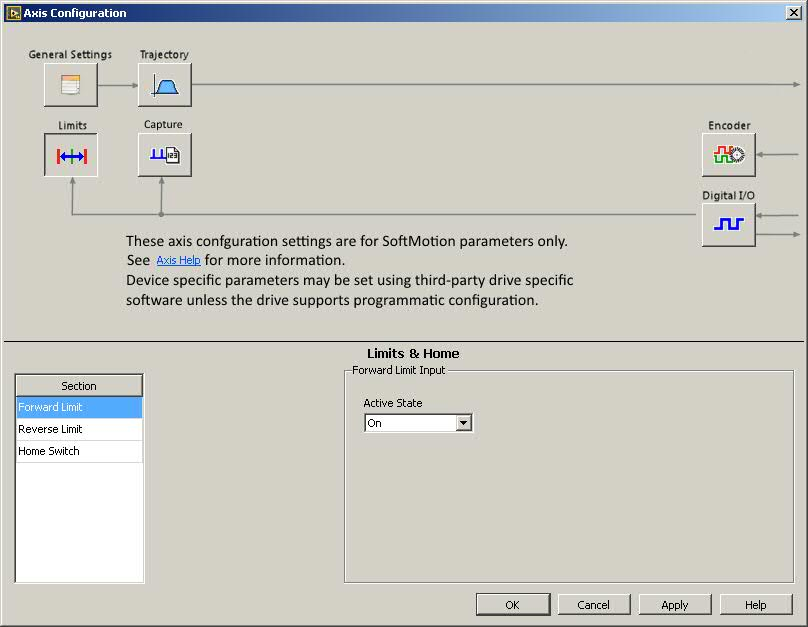 Axis Configuration
General Settings
Trajectory
Limits
Capture
Encoder
123
Digital I/O
These axis confguration settings are for SoftMotion parameters only.
See Axis Help for more information.
Device specific parameters may be set using third-party drive specific
software unless the drive supports programmatic configuration.
Limits & Home
Section
Forward Limit
Reverse Limit
Home Switch
Forward Limit Input
Active State
On
OK
Cancel
Apply
Help